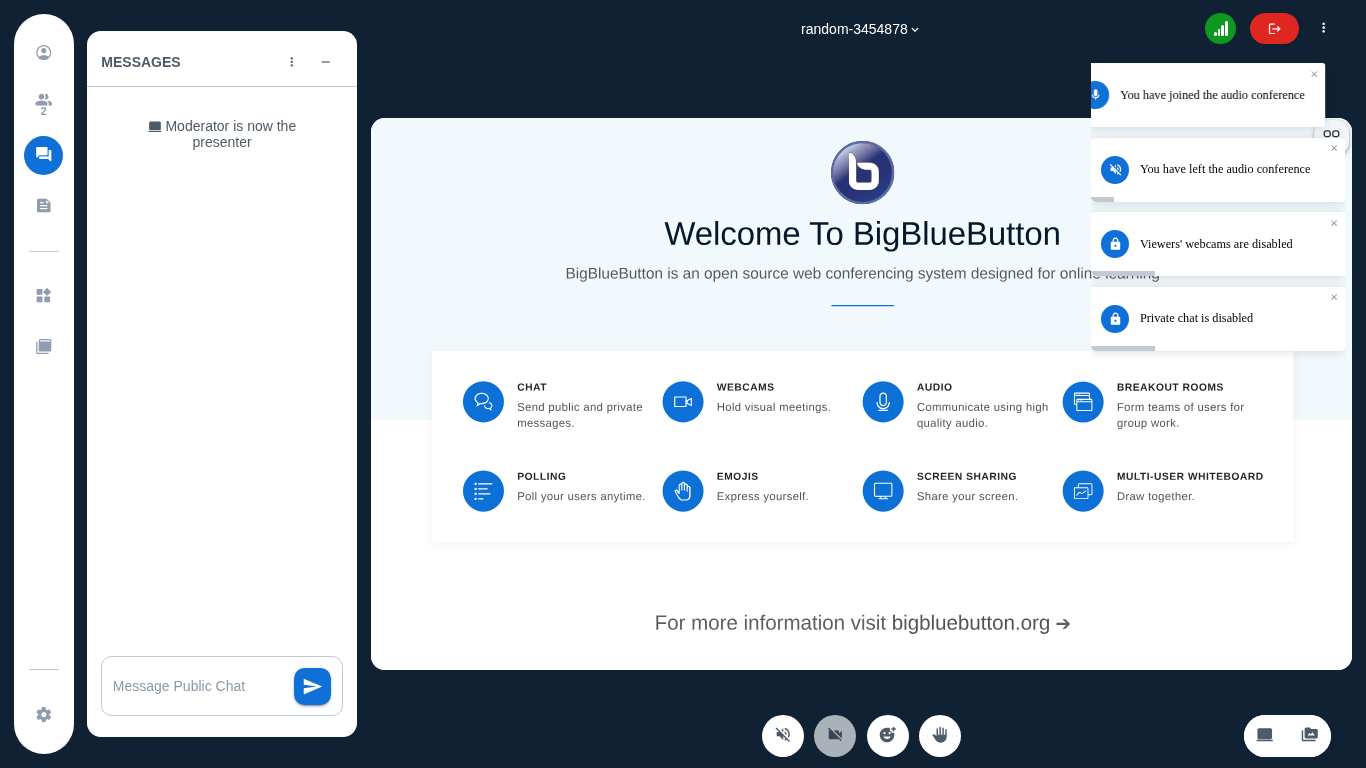 random-3454878
MESSAGES
2
Moderator is now the
presenter
Message Public Chat
You have joined the audio conference
You have left the audio conference
Viewers' webcams are disabled
Private chat is disabled
Welcome To BigBlueButton
BigBlueButton is an open source web conferencing system designed for online learning
CHAT
Send public and private
messages.
WEBCAMS
Hold visual meetings.
AUDIO
Communicate using high
quality audio.
BREAKOUT ROOMS
Form teams of users for
group work.
POLLING
Poll your users anytime.
EMOJIS
Express yourself.
SCREEN SHARING
Share your screen.
MULTI-USER WHITEBOARD
Draw together.
For more information visit bigbluebutton.org ➔